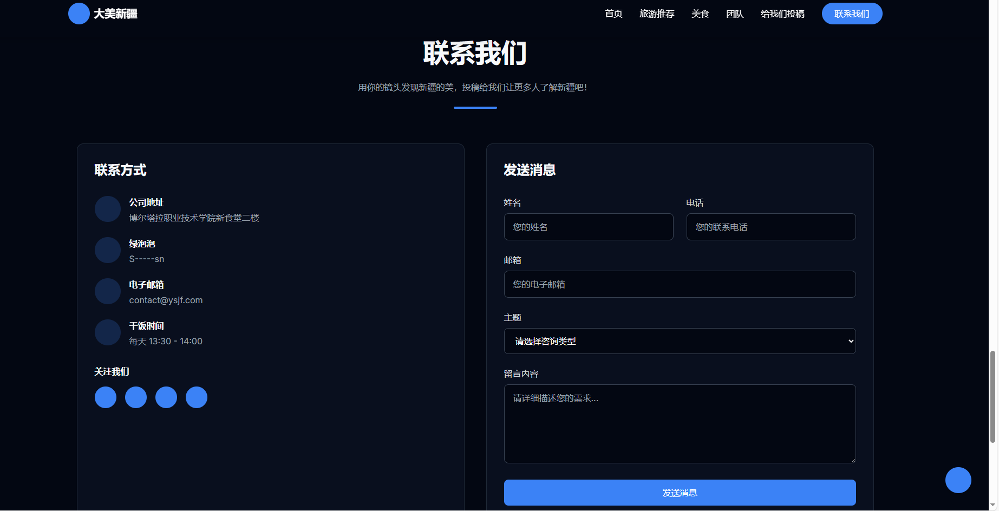 大美新疆
首页
旅游推荐
美食
团队
给我们投稿
联系我们
联系我们
用你的镜头发现新疆的美，投稿给我们让更多人了解新疆吧！
联系方式
公司地址
博尔塔拉职业技术学院新食堂二楼
绿泡泡
S-----sn
电子邮箱
contact@ysjf.com
干饭时间
每天 13:30 - 14:00
关注我们
发送消息
姓名
电话
您的姓名
您的联系电话
邮箱
您的电子邮箱
主题
请选择咨询类型
留言内容
请详细描述您的需求...
发送消息